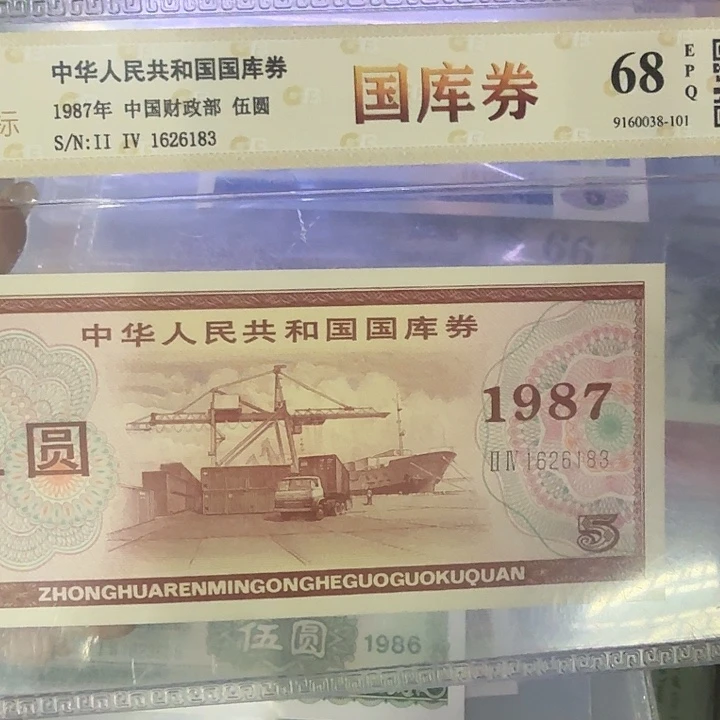 中华人民共和国国库券
1987年 中国财政部 伍圆
S/N:II IV 1626183
国库券
68
EPQ
9160038-101
标
中华人民共和国国库券
圆
1987
II IV 1626183
5
ZHONGHUARENMINGONGHEGUOGUOKUQUAN
伍圆
1986